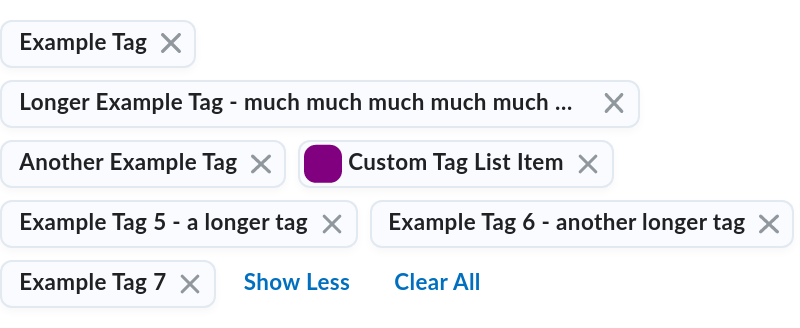 Example Tag
Longer Example Tag - much much much much much ...
Another Example Tag Custom Tag List Item
Example Tag 5 - a longer tag Example Tag 6 - another longer tag
Example Tag 7 Show Less Clear All